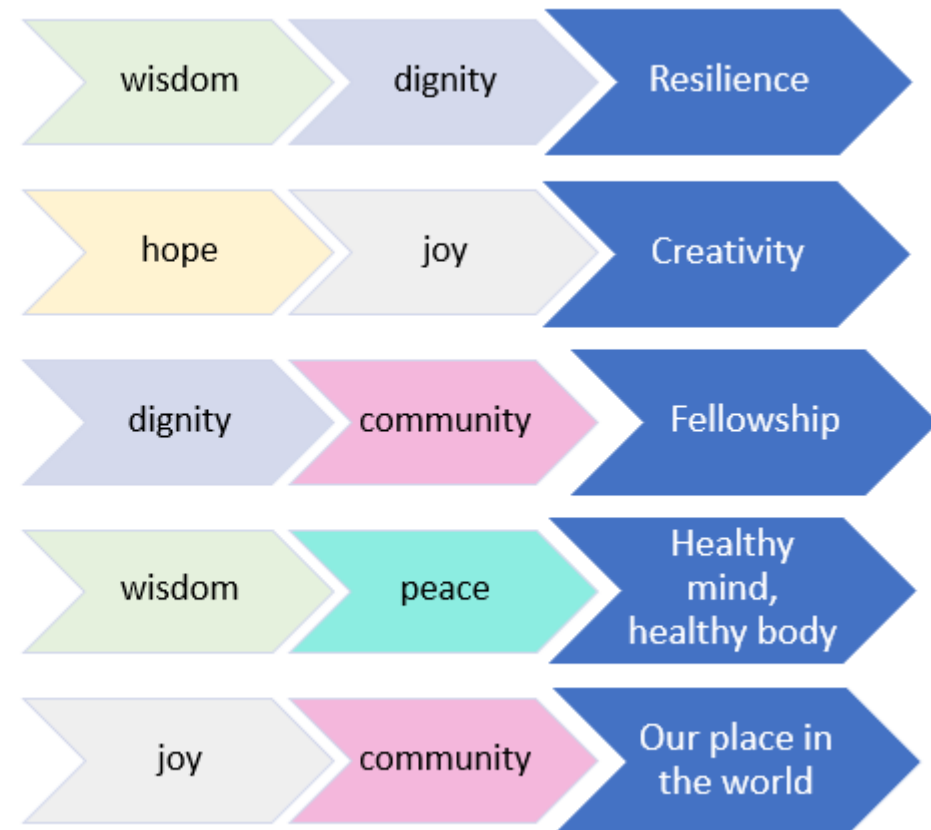 wisdom dignity Resilience
hope joy Creativity
dignity community Fellowship
wisdom peace Healthy
mind,
healthy body
joy community Our place in
the world